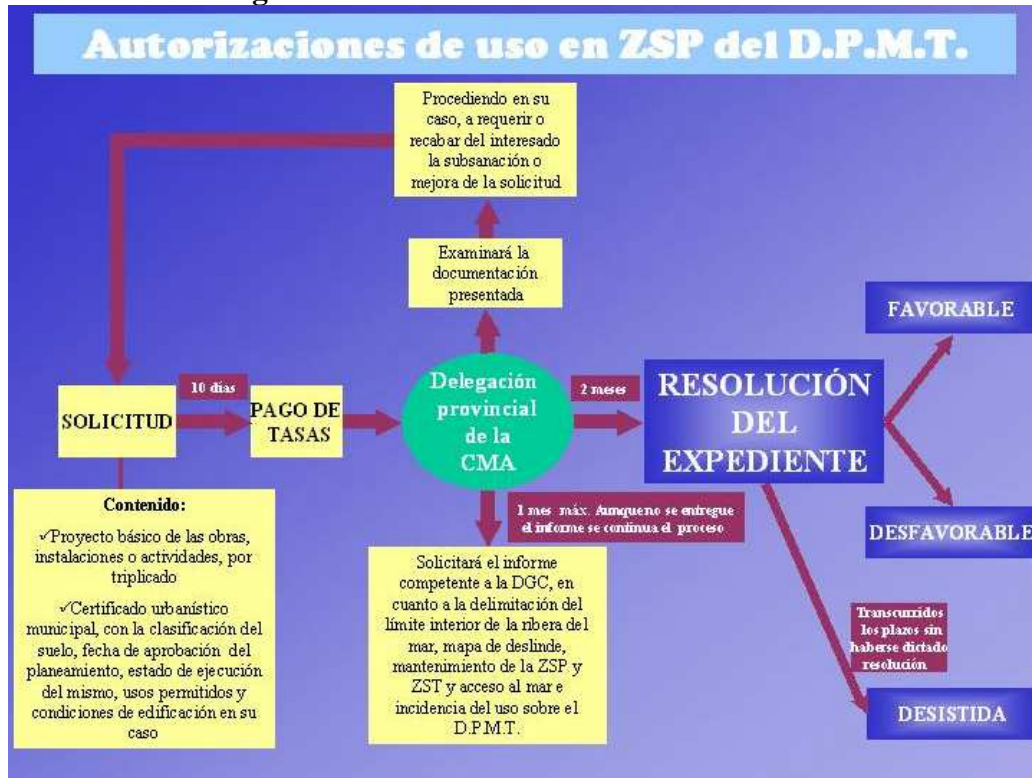 Autorizaciones de uso en ZSP del D.P.M.T.
Procediendo en su
caso, a requerir o
recabar del interesado
la subsanación o
mejora de la solicitud
Examinará la
documentación
presentada
FAVORABLE
SOLICITUD
10 días
PAGO DE
TASAS
Delegación
provincial
de la
CMA
2 meses
RESOLUCIÓN
DEL
EXPEDIENTE
Contenido:
✓Proyecto básico de las obras,
instalaciones o actividades, por
triplicado
✓Certificado urbanístico
municipal, con la clasificación del
suelo, fecha de aprobación del
planeamiento, estado de ejecución
del mismo, usos permitidos y
condiciones de edificación en su
caso
1 mes máx. Aunque no se entregue
el informe se continua el proceso
Solicitará el informe
competente a la DGC, en
cuanto a la delimitación del
límite interior de la ribera del
mar, mapa de deslinde,
mantenimiento de la ZSP y
ZST y acceso al mar e
incidencia del uso sobre el
D.P.M.T.
DESFAVORABLE
Transcurridos
los plazos sin
haberse dictado
resolución
DESISTIDA